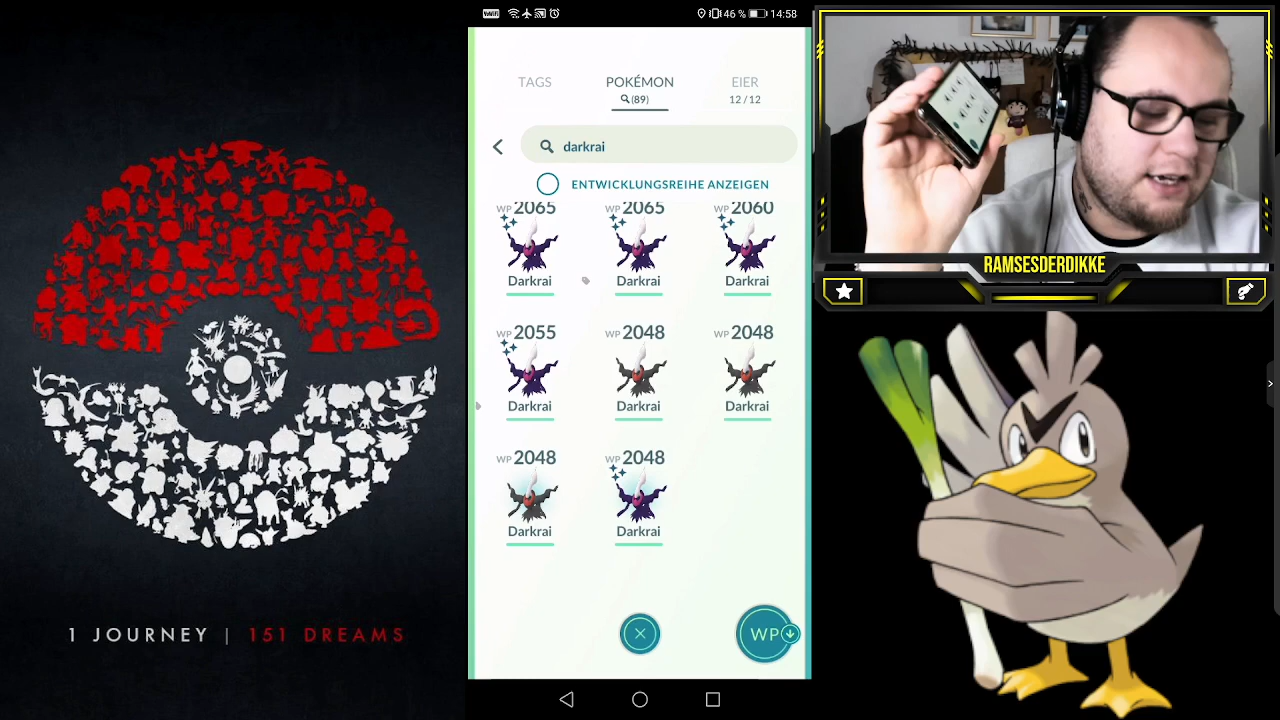 1 JOURNEY | 151 DREAMS
VoWiFi
46 %
14:58
TAGS
POKÉMON
EIER
(89)
12 / 12
darkrai
ENTWICKLUNGSREIHE ANZEIGEN
WP 2065
WP 2065
WP 2060
Darkrai
Darkrai
Darkrai
WP 2055
WP 2048
WP 2048
Darkrai
Darkrai
Darkrai
WP 2048
WP 2048
Darkrai
Darkrai
WP
RAMSESDERDIKKE